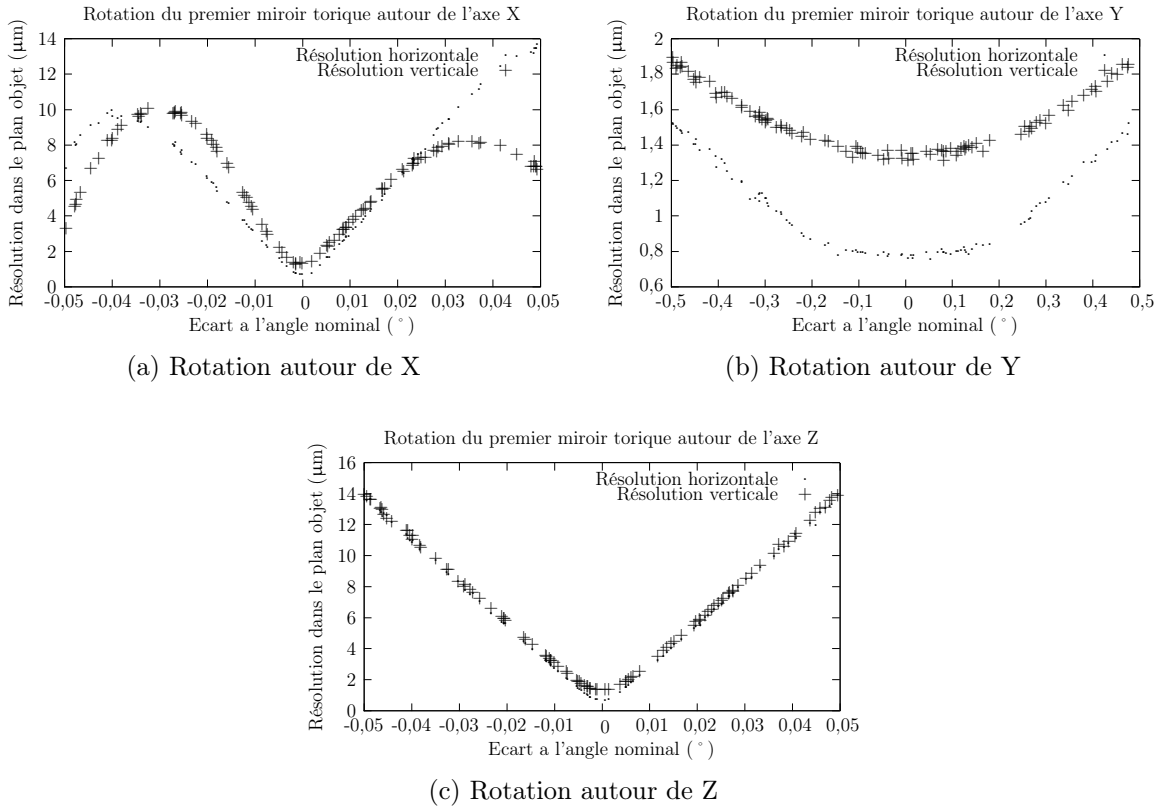 Rotation du premier miroir torique autour de l'axe X
Résolution dans le plan objet (µm)
14
12
10
8
6
4
2
0
Résolution horizontale
Résolution verticale
-0,05 -0,04 -0,03 -0,02 -0,01 0 0,01 0,02 0,03 0,04 0,05
Ecart a l'angle nominal (°)
(a) Rotation autour de X
Rotation du premier miroir torique autour de l'axe Y
Résolution dans le plan objet (µm)
2
1,8
1,6
1,4
1,2
1
0,8
0,6
Résolution horizontale
Résolution verticale
-0,5 -0,4 -0,3 -0,2 -0,1 0 0,1 0,2 0,3 0,4 0,5
Ecart a l'angle nominal (°)
(b) Rotation autour de Y
Rotation du premier miroir torique autour de l'axe Z
Résolution dans le plan objet (µm)
16
14
12
10
8
6
4
2
0
Résolution horizontale
Résolution verticale
-0,05 -0,04 -0,03 -0,02 -0,01 0 0,01 0,02 0,03 0,04 0,05
Ecart a l'angle nominal (°)
(c) Rotation autour de Z